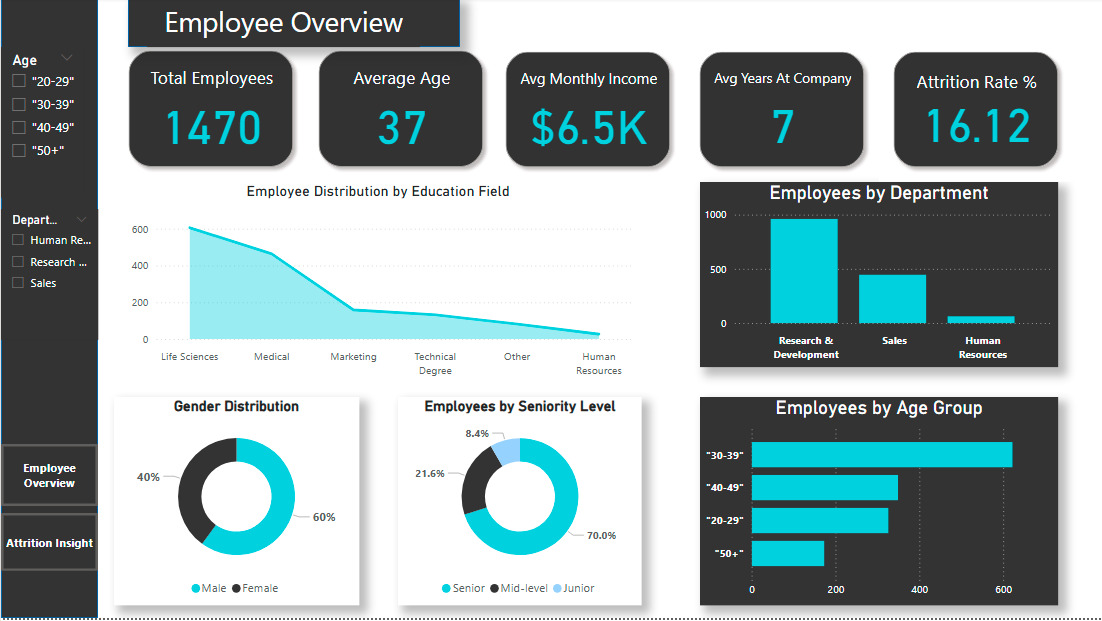 Employee Overview
Age
"20-29"
"30-39"
"40-49"
"50+"
Depart...
Human Re...
Research ...
Sales
Employee
Overview
Attrition Insight
Total Employees
1470
Average Age
37
Avg Monthly Income
$6.5K
Avg Years At Company
7
Attrition Rate %
16.12
Employee Distribution by Education Field
600
400
200
0
Life Sciences
Medical
Marketing
Technical
Degree
Other
Human
Resources
Employees by Department
1000
500
0
Research &
Development
Sales
Human
Resources
Gender Distribution
40%
60%
Male Female
Employees by Seniority Level
8.4%
21.6%
70.0%
Senior Mid-level Junior
Employees by Age Group
"30-39"
"40-49"
"20-29"
"50+"
0 200 400 600